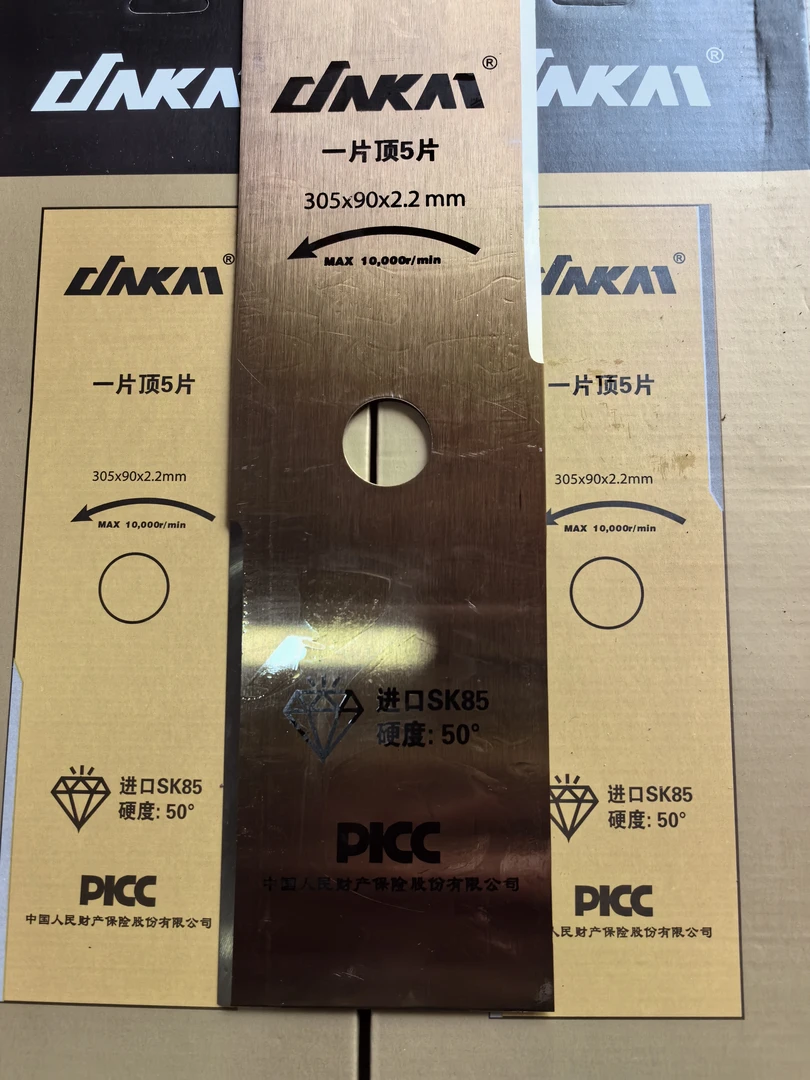 JAKAI
JAKAI®
JAKAI®
一片顶5片
305x90x2.2 mm
MAX 10,000r/min
进口SK85
硬度: 50°
PICC
中国人民财产保险股份有限公司
JAKAI®
一片顶5片
305x90x2.2mm
MAX 10,000r/min
进口SK85
硬度: 50°
PICC
中国人民财产保险股份有限公司
JAKAI®
一片顶5片
305x90x2.2mm
MAX 10,000r/min
进口SK85
硬度: 50°
PICC
人民财产保险股份有限公司